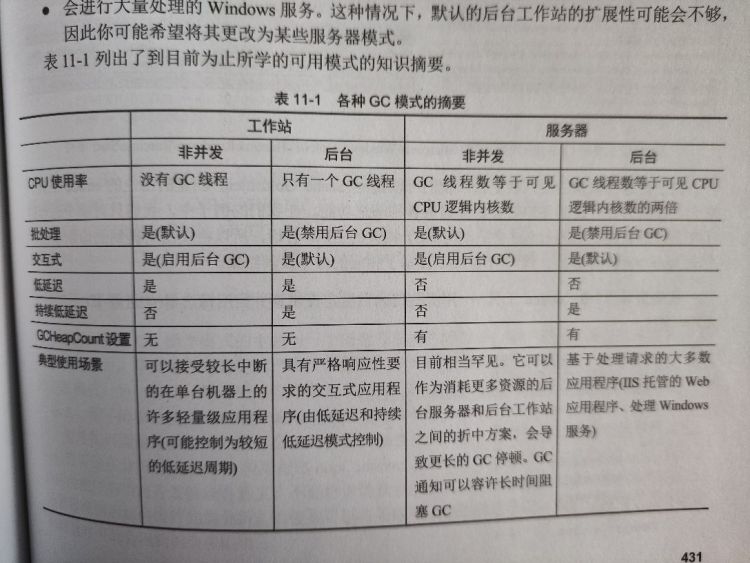 • 会进行大量处理的 Windows 服务。这种情况下，默认的后台工作站的扩展性可能会不够，
因此你可能希望将其更改为某些服务器模式。
表 11-1 列出了到目前为止所学的可用模式的知识摘要。
表 11-1 各种 GC 模式的摘要
工作站 服务器
非并发 后台 非并发 后台
CPU 使用率 没有 GC 线程 只有一个 GC 线程 GC 线程数等于可见 GC 线程数等于可见 CPU
CPU 逻辑内核数 逻辑内核数的两倍
批处理 是(默认) 是(禁用后台 GC) 是(默认) 是(禁用后台 GC)
交互式 是(启用后台 GC) 是(默认) 是(启用后台 GC) 是(默认)
低延迟 是 是 否 否
持续低延迟 否 是 否 是
GCHeapCount 设置 无 无 有 有
典型使用场景 可以接受较长中断 具有严格响应性要 目前相当罕见。它可以 基于处理请求的大多数
的在单台机器上的 求的交互式应用程 作为消耗更多资源的后 应用程序(IIS 托管的 Web
许多轻量级应用程 序(由低延迟和持续 台服务器和后台工作站 应用程序、处理 Windows
序(可能控制为较短 低延迟模式控制) 之间的折中方案，会导 服务)
的低延迟周期) 致更长的 GC 停顿。GC
通知可以容许长时间阻
塞 GC
431